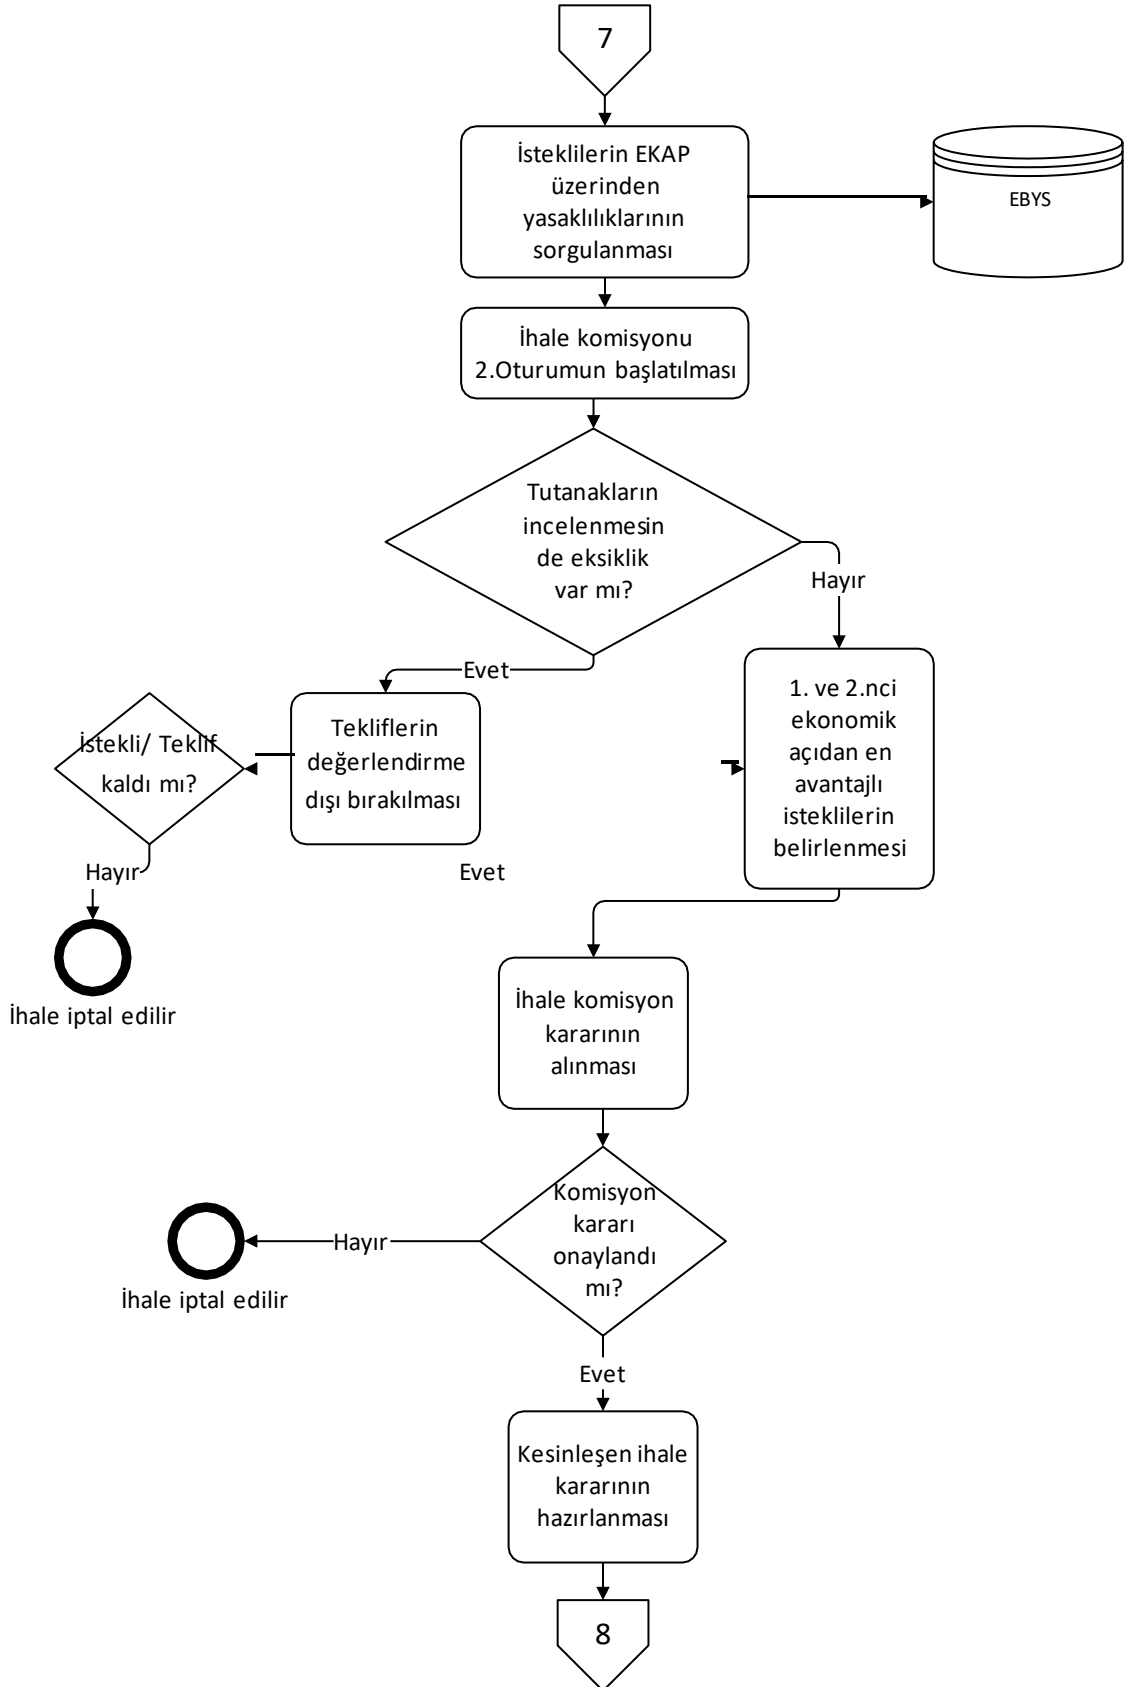 7
İsteklilerin EKAP
üzerinden
yasaklılıklarının
sorgulanması
EBYS
İhale komisyonu
2.Oturumun başlatılması
Tutanakların
incelenmesin
de eksiklik
var mı?
Hayır
Evet
İstekli/ Teklif
kaldı mı?
Tekliflerin
değerlendirme
dışı bırakılması
1. ve 2.nci
ekonomik
açıdan en
avantajlı
isteklilerin
belirlenmesi
Hayır
Evet
İhale iptal edilir
İhale komisyon
kararının
alınması
Komisyon
kararı
onaylandı
mı?
Hayır
İhale iptal edilir
Evet
Kesinleşen ihale
kararının
hazırlanması
8